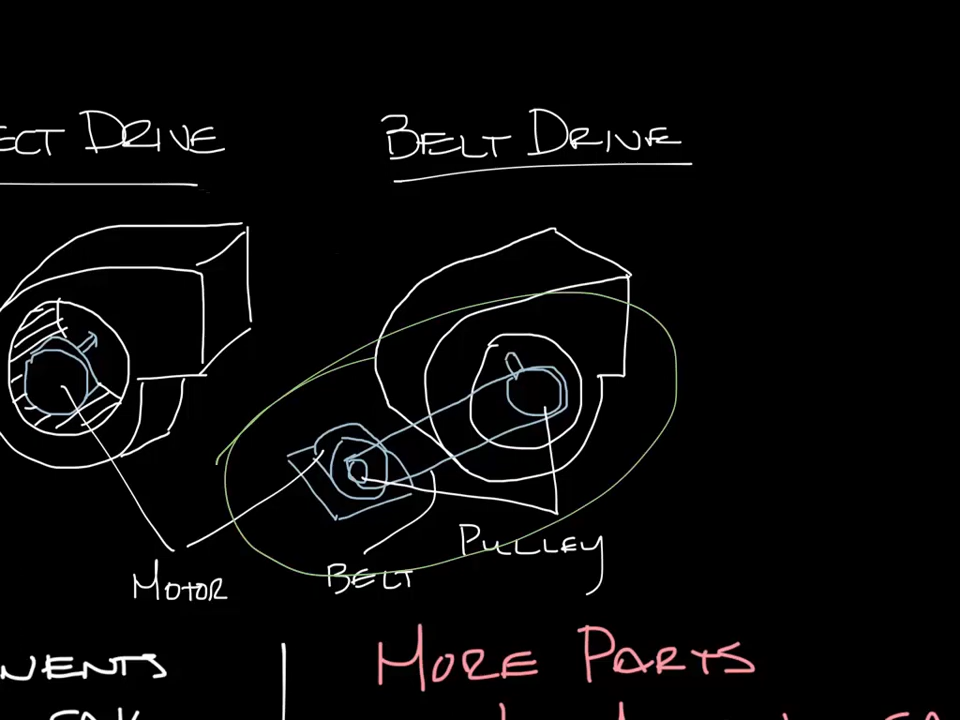 ECT DRIVE
BELT DRIVE
MOTOR
BELT
PULLEY
NENTS
MORE PARTS